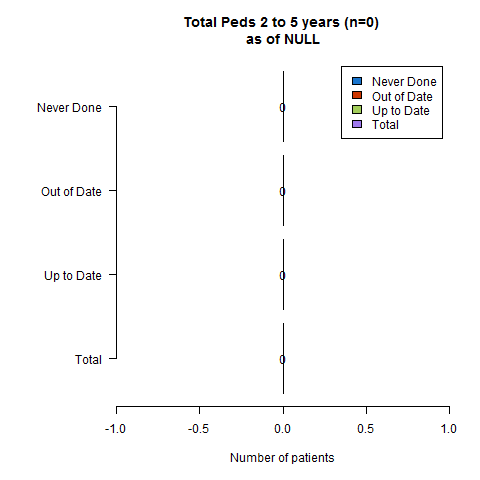 Total Peds 2 to 5 years (n=0)
as of NULL
Never Done
Out of Date
Up to Date
Total
Never Done
0
Out of Date
0
Up to Date
0
Total
0
-1.0
-0.5
0.0
0.5
1.0
Number of patients